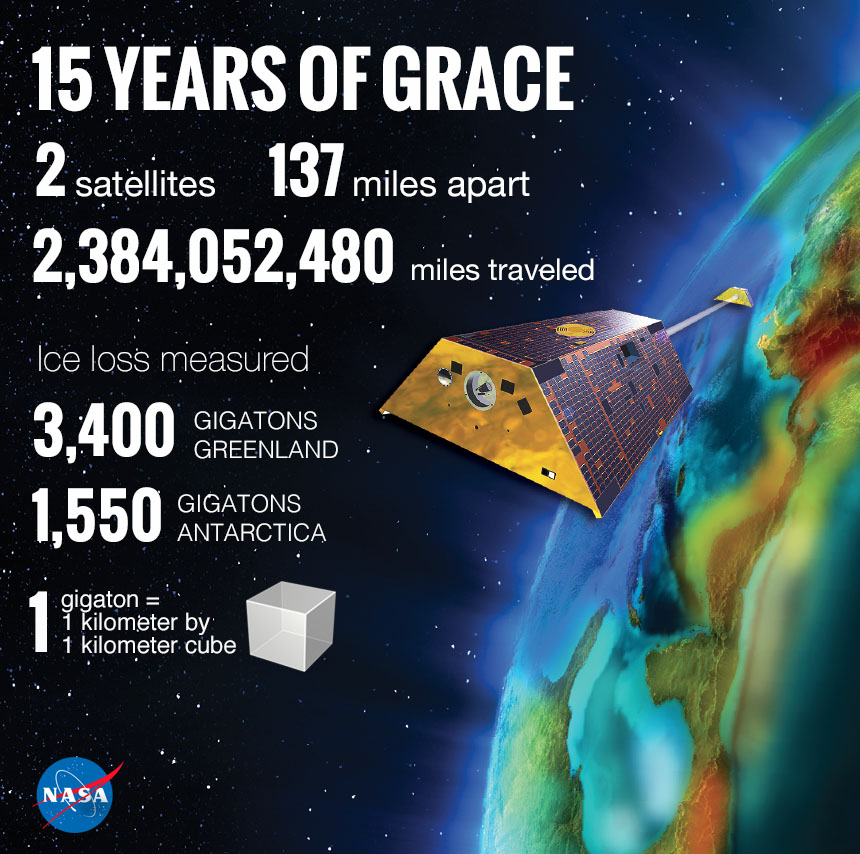 15 YEARS OF GRACE
2 satellites 137 miles apart
2,384,052,480 miles traveled
Ice loss measured
3,400 GIGATONS
GREENLAND
1,550 GIGATONS
ANTARCTICA
1 gigaton =
1 kilometer by
1 kilometer cube
NASA